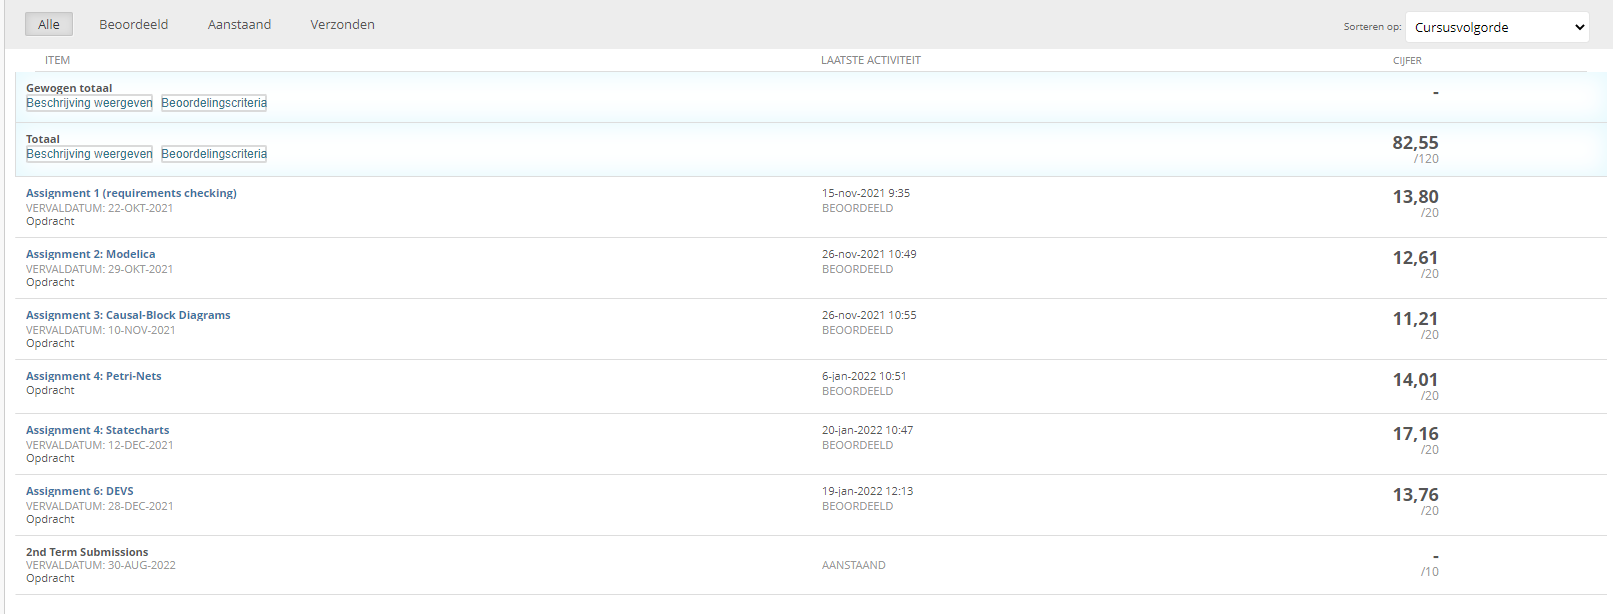 Alle Beoordeeld Aanstaand Verzonden Sorteren op: Cursusvolgorde
ITEM LAATSTE ACTIVITEIT CIJFER
Gewogen totaal
Beschrijving weergeven Beoordelingscriteria -
Totaal 82,55
Beschrijving weergeven Beoordelingscriteria /120
Assignment 1 (requirements checking) 15-nov-2021 9:35 13,80
VERVALDATUM: 22-OKT-2021 BEOORDEELD /20
Opdracht
Assignment 2: Modelica 26-nov-2021 10:49 12,61
VERVALDATUM: 29-OKT-2021 BEOORDEELD /20
Opdracht
Assignment 3: Causal-Block Diagrams 26-nov-2021 10:55 11,21
VERVALDATUM: 10-NOV-2021 BEOORDEELD /20
Opdracht
Assignment 4: Petri-Nets 6-jan-2022 10:51 14,01
Opdracht BEOORDEELD /20
Assignment 4: Statecharts 20-jan-2022 10:47 17,16
VERVALDATUM: 12-DEC-2021 BEOORDEELD /20
Opdracht
Assignment 6: DEVS 19-jan-2022 12:13 13,76
VERVALDATUM: 28-DEC-2021 BEOORDEELD /20
Opdracht
2nd Term Submissions -
VERVALDATUM: 30-AUG-2022 AANSTAAND /10
Opdracht